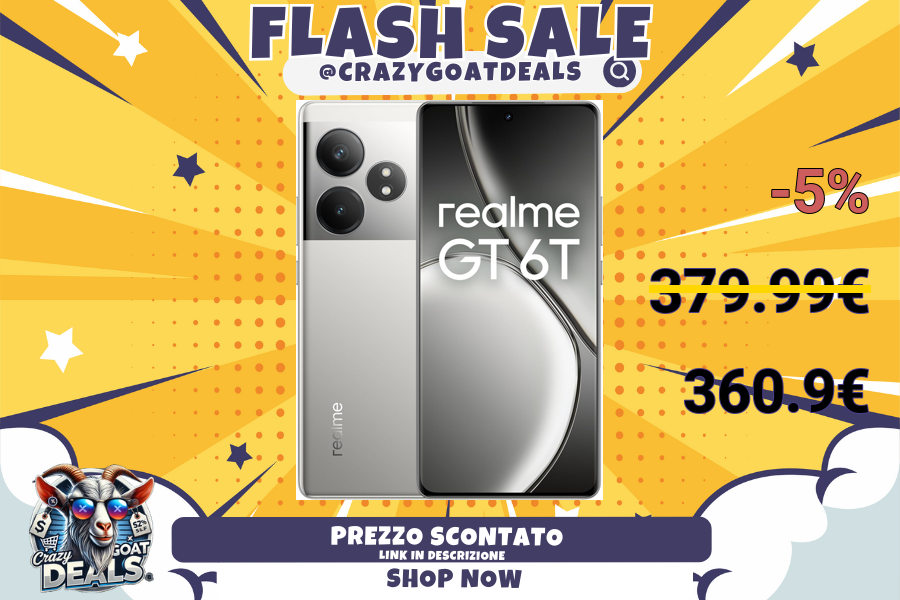 FLASH SALE
@CRAZYGOATDEALS
realme
GT 6T
realme
-5%
379.99€
360.9€
$
52%
Crazy
GOAT
DEALS
PREZZO SCONTATO
LINK IN DESCRIZIONE
SHOP NOW